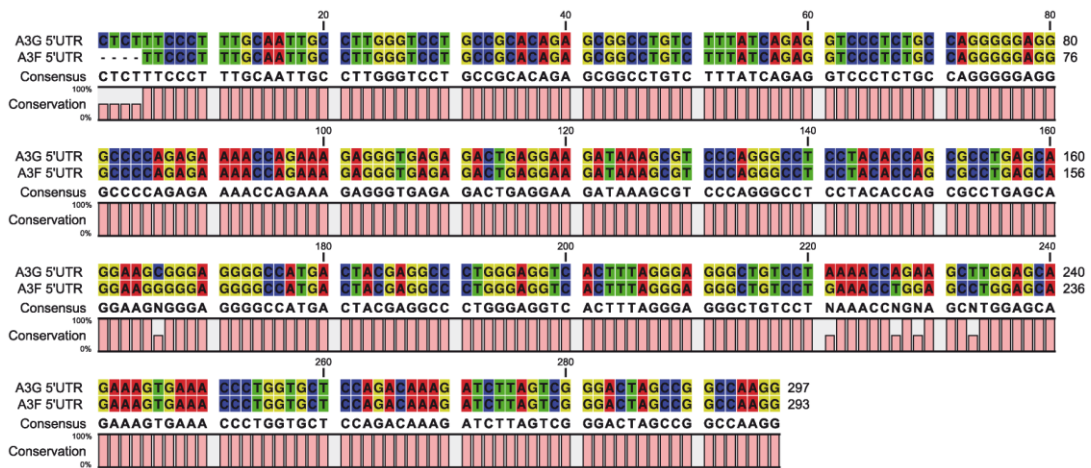 20 40 60 80
A3G 5'UTR CTCTTTCCCT TTGCAATTGC CTTGGGTCCT GCCGCACAGA GCGGCCTGTC TTTATCAGAG GTCCCTCTGC CAGGGGGAGG 80
A3F 5'UTR ----TTCCCT TTGCAATTGC CTTGGGTCCT GCCGCACAGA GCGGCCTGTC TTTATCAGAG GTCCCTCTGC CAGGGGGAGG 76
Consensus CTCTTTCCCT TTGCAATTGC CTTGGGTCCT GCCGCACAGA GCGGCCTGTC TTTATCAGAG GTCCCTCTGC CAGGGGGAGG
100%
Conservation
0%
100 120 140 160
A3G 5'UTR GCCCCAGAGA AAACCAGAAA GAGGGTGAGA GACTGAGGAA GATAAAGCGT CCCAGGGCCT CCTACACCAG CGCCTGAGCA 160
A3F 5'UTR GCCCCAGAGA AAACCAGAAA GAGGGTGAGA GACTGAGGAA GATAAAGCGT CCCAGGGCCT CCTACACCAG CGCCTGAGCA 156
Consensus GCCCCAGAGA AAACCAGAAA GAGGGTGAGA GACTGAGGAA GATAAAGCGT CCCAGGGCCT CCTACACCAG CGCCTGAGCA
100%
Conservation
0%
180 200 220 240
A3G 5'UTR GGAAGCGGGA GGGGCCATGA CTACGAGGCC CTGGGAGGTC ACTTTAGGGA GGGCTGTCCT AAAACCAGAA GCTTGGAGCA 240
A3F 5'UTR GGAAGGGGGA GGGGCCATGA CTACGAGGCC CTGGGAGGTC ACTTTAGGGA GGGCTGTCCT GAAACCTGGA GCCTGGAGCA 236
Consensus GGAAGNGGGA GGGGCCATGA CTACGAGGCC CTGGGAGGTC ACTTTAGGGA GGGCTGTCCT NAAACCNGNA GCNTGGAGCA
100%
Conservation
0%
260 280
A3G 5'UTR GAAAGTGAAA CCCTGGTGCT CCAGACAAAG ATCTTAGTCG GGACTAGCCG GCCAAGG 297
A3F 5'UTR GAAAGTGAAA CCCTGGTGCT CCAGACAAAG ATCTTAGTCG GGACTAGCCG GCCAAGG 293
Consensus GAAAGTGAAA CCCTGGTGCT CCAGACAAAG ATCTTAGTCG GGACTAGCCG GCCAAGG
100%
Conservation
0%